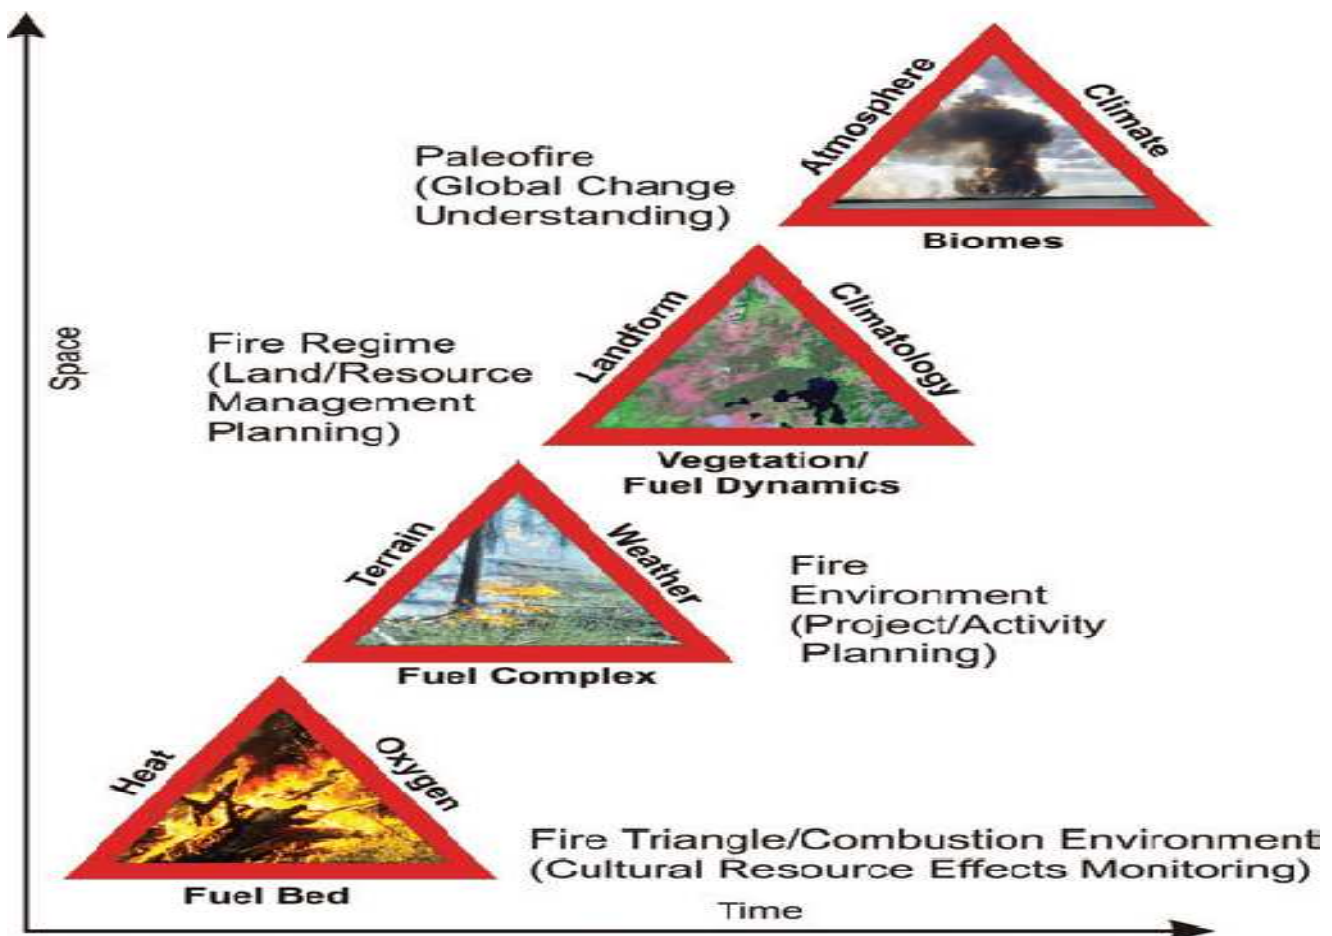 Atmosphere
Climate
Biomes
Paleofire
(Global Change
Understanding)
Landform
Climatology
Vegetation/
Fuel Dynamics
Fire Regime
(Land/Resource
Management
Planning)
Space
Terrain
Weather
Fuel Complex
Fire
Environment
(Project/Activity
Planning)
Heat
Oxygen
Fuel Bed
Fire Triangle/Combustion Environment
(Cultural Resource Effects Monitoring)
Time